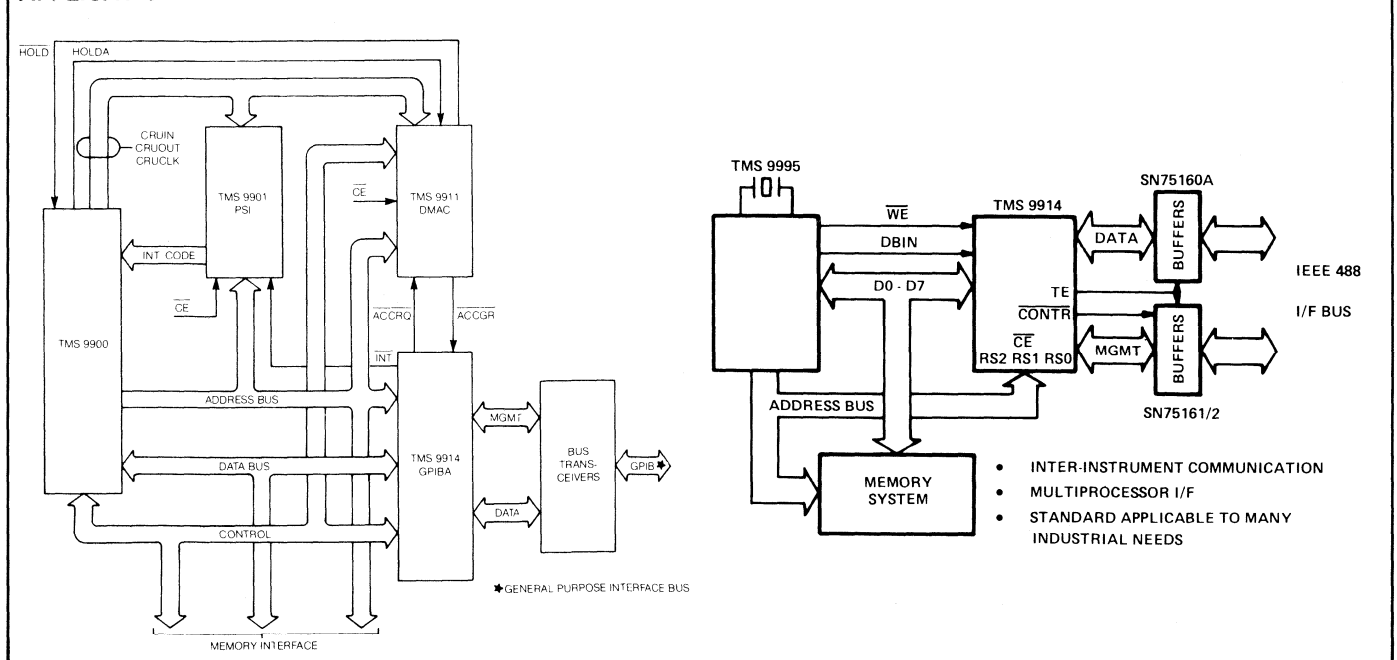 HOLD HOLDA
CRUIN
CRUOUT
CRUCLK
TMS 9901
PSI
TMS 9911
DMAC
CE
INT CODE
CE
ACCRQ
ACCGR
TMS 9900
INT
ADDRESS BUS
MGMT
TMS 9914
GPIBA
BUS
TRANS-
CEIVERS
GPIB★
DATA BUS
DATA
CONTROL
★GENERAL PURPOSE INTERFACE BUS
MEMORY INTERFACE
TMS 9995
SN75160A
WE
TMS 9914
DBIN
DATA
BUFFERS
D0 - D7
TE
IEEE 488
CONTR
I/F BUS
CE
RS2 RS1 RS0
MGMT
BUFFERS
ADDRESS BUS
SN75161/2
MEMORY
SYSTEM
• INTER-INSTRUMENT COMMUNICATION
• MULTIPROCESSOR I/F
• STANDARD APPLICABLE TO MANY
INDUSTRIAL NEEDS